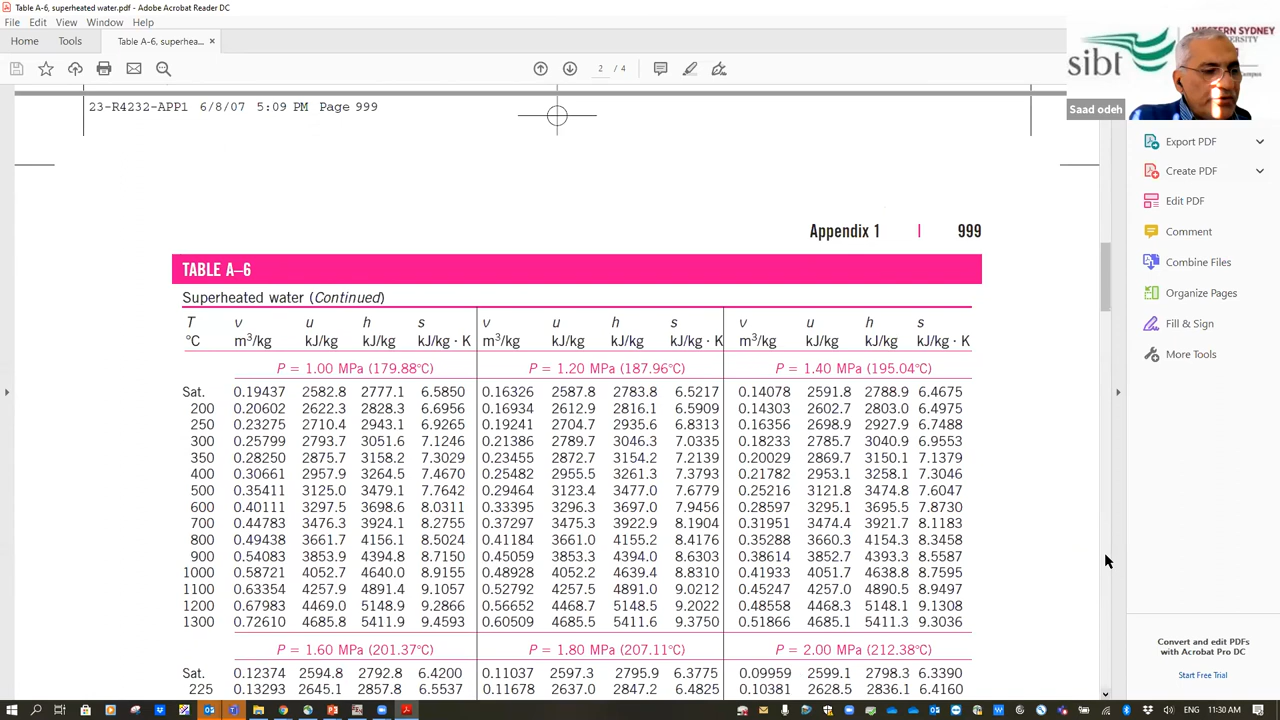 Table A-6, superheated water.pdf - Adobe Acrobat Reader DC
File Edit View Window Help
Home Tools Table A-6, superhea... ×
2 / 4
WESTERN SYDNEY
UNIVERSITY
sibt
Saad odeh
23-R4232-APP1 6/8/07 5:09 PM Page 999
Appendix 1 | 999
TABLE A–6
Superheated water (Continued)
T v u h s v u h s v u h s
°C m³/kg kJ/kg kJ/kg kJ/kg · K m³/kg kJ/kg kJ/kg kJ/kg · K m³/kg kJ/kg kJ/kg kJ/kg · K
P = 1.00 MPa (179.88°C) P = 1.20 MPa (187.96°C) P = 1.40 MPa (195.04°C)
Sat. 0.19437 2582.8 2777.1 6.5850 0.16326 2587.8 2783.8 6.5217 0.14078 2591.8 2788.9 6.4675
200 0.20602 2622.3 2828.3 6.6956 0.16934 2612.9 2816.1 6.5909 0.14303 2602.7 2803.0 6.4975
250 0.23275 2710.4 2943.1 6.9265 0.19241 2704.7 2935.6 6.8313 0.16356 2698.9 2927.9 6.7488
300 0.25799 2793.7 3051.6 7.1246 0.21386 2789.7 3046.3 7.0335 0.18233 2785.7 3040.9 6.9553
350 0.28250 2875.7 3158.2 7.3029 0.23455 2872.7 3154.2 7.2139 0.20029 2869.7 3150.1 7.1379
400 0.30661 2957.9 3264.5 7.4670 0.25482 2955.5 3261.3 7.3793 0.21782 2953.1 3258.1 7.3046
500 0.35411 3125.0 3479.1 7.7642 0.29464 3123.4 3477.0 7.6779 0.25216 3121.8 3474.8 7.6047
600 0.40111 3297.5 3698.6 8.0311 0.33395 3296.3 3697.0 7.9456 0.28597 3295.1 3695.5 7.8730
700 0.44783 3476.3 3924.1 8.2755 0.37297 3475.3 3922.9 8.1904 0.31951 3474.4 3921.7 8.1183
800 0.49438 3661.7 4156.1 8.5024 0.41184 3661.0 4155.2 8.4176 0.35288 3660.3 4154.3 8.3458
900 0.54083 3853.9 4394.8 8.7150 0.45059 3853.3 4394.0 8.6303 0.38614 3852.7 4393.3 8.5587
1000 0.58721 4052.7 4640.0 8.9155 0.48928 4052.2 4639.4 8.8310 0.41933 4051.7 4638.8 8.7595
1100 0.63354 4257.9 4891.4 9.1057 0.52792 4257.5 4891.0 9.0212 0.45247 4257.0 4890.5 8.9497
1200 0.67983 4469.0 5148.9 9.2866 0.56652 4468.7 5148.5 9.2022 0.48558 4468.3 5148.1 9.1308
1300 0.72610 4685.8 5411.9 9.4593 0.60509 4685.5 5411.6 9.3750 0.51866 4685.1 5411.3 9.3036
P = 1.60 MPa (201.37°C) P = 1.80 MPa (207.11°C) P = 2.00 MPa (212.38°C)
Sat. 0.12374 2594.8 2792.8 6.4200 0.11037 2597.3 2795.9 6.3775 0.09959 2599.1 2798.3 6.3390
225 0.13293 2645.1 2857.8 6.5537 0.11678 2637.0 2847.2 6.4825 0.10381 2628.5 2836.1 6.4160
Export PDF
Create PDF
Edit PDF
Comment
Combine Files
Organize Pages
Fill & Sign
More Tools
Convert and edit PDFs
with Acrobat Pro DC
Start Free Trial
ENG 11:30 AM